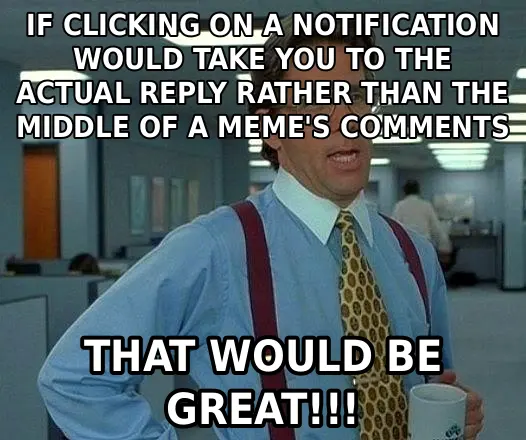 IF CLICKING ON A NOTIFICATION
WOULD TAKE YOU TO THE
ACTUAL REPLY RATHER THAN THE
MIDDLE OF A MEME'S COMMENTS
THAT WOULD BE
GREAT!!!